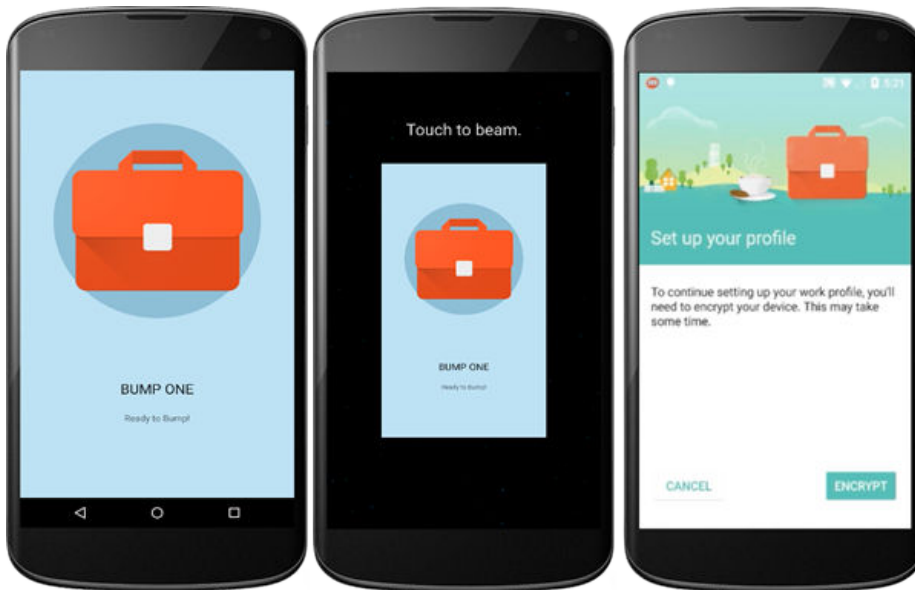 BUMP ONE
Ready to Bump!
Touch to beam.
BUMP ONE
Ready to Bump!
5:21
Set up your profile
To continue setting up your work profile, you'll
need to encrypt your device. This may take
some time.
CANCEL
ENCRYPT